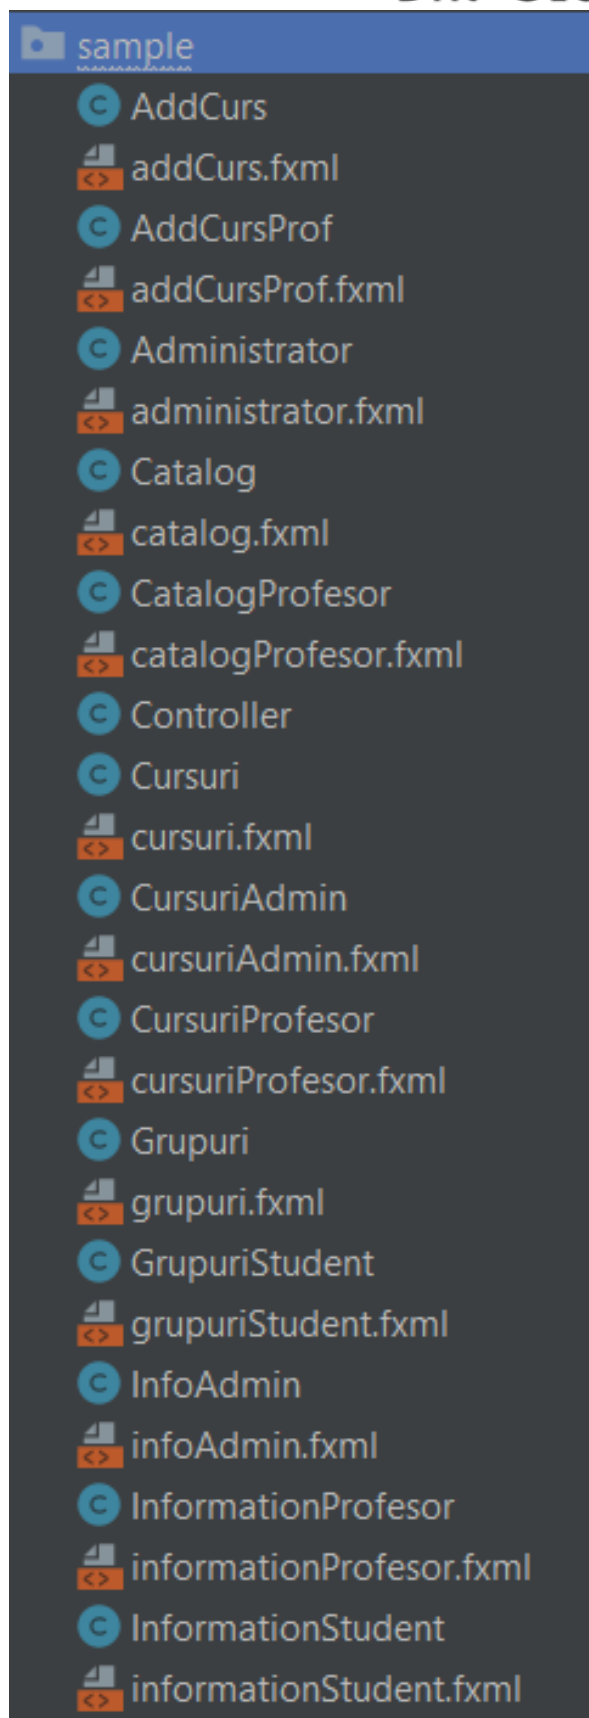 sample
AddCurs
addCurs.fxml
AddCursProf
addCursProf.fxml
Administrator
administrator.fxml
Catalog
catalog.fxml
CatalogProfesor
catalogProfesor.fxml
Controller
Cursuri
cursuri.fxml
CursuriAdmin
cursuriAdmin.fxml
CursuriProfesor
cursuriProfesor.fxml
Grupuri
grupuri.fxml
GrupuriStudent
grupuriStudent.fxml
InfoAdmin
infoAdmin.fxml
InformationProfesor
informationProfesor.fxml
InformationStudent
informationStudent.fxml